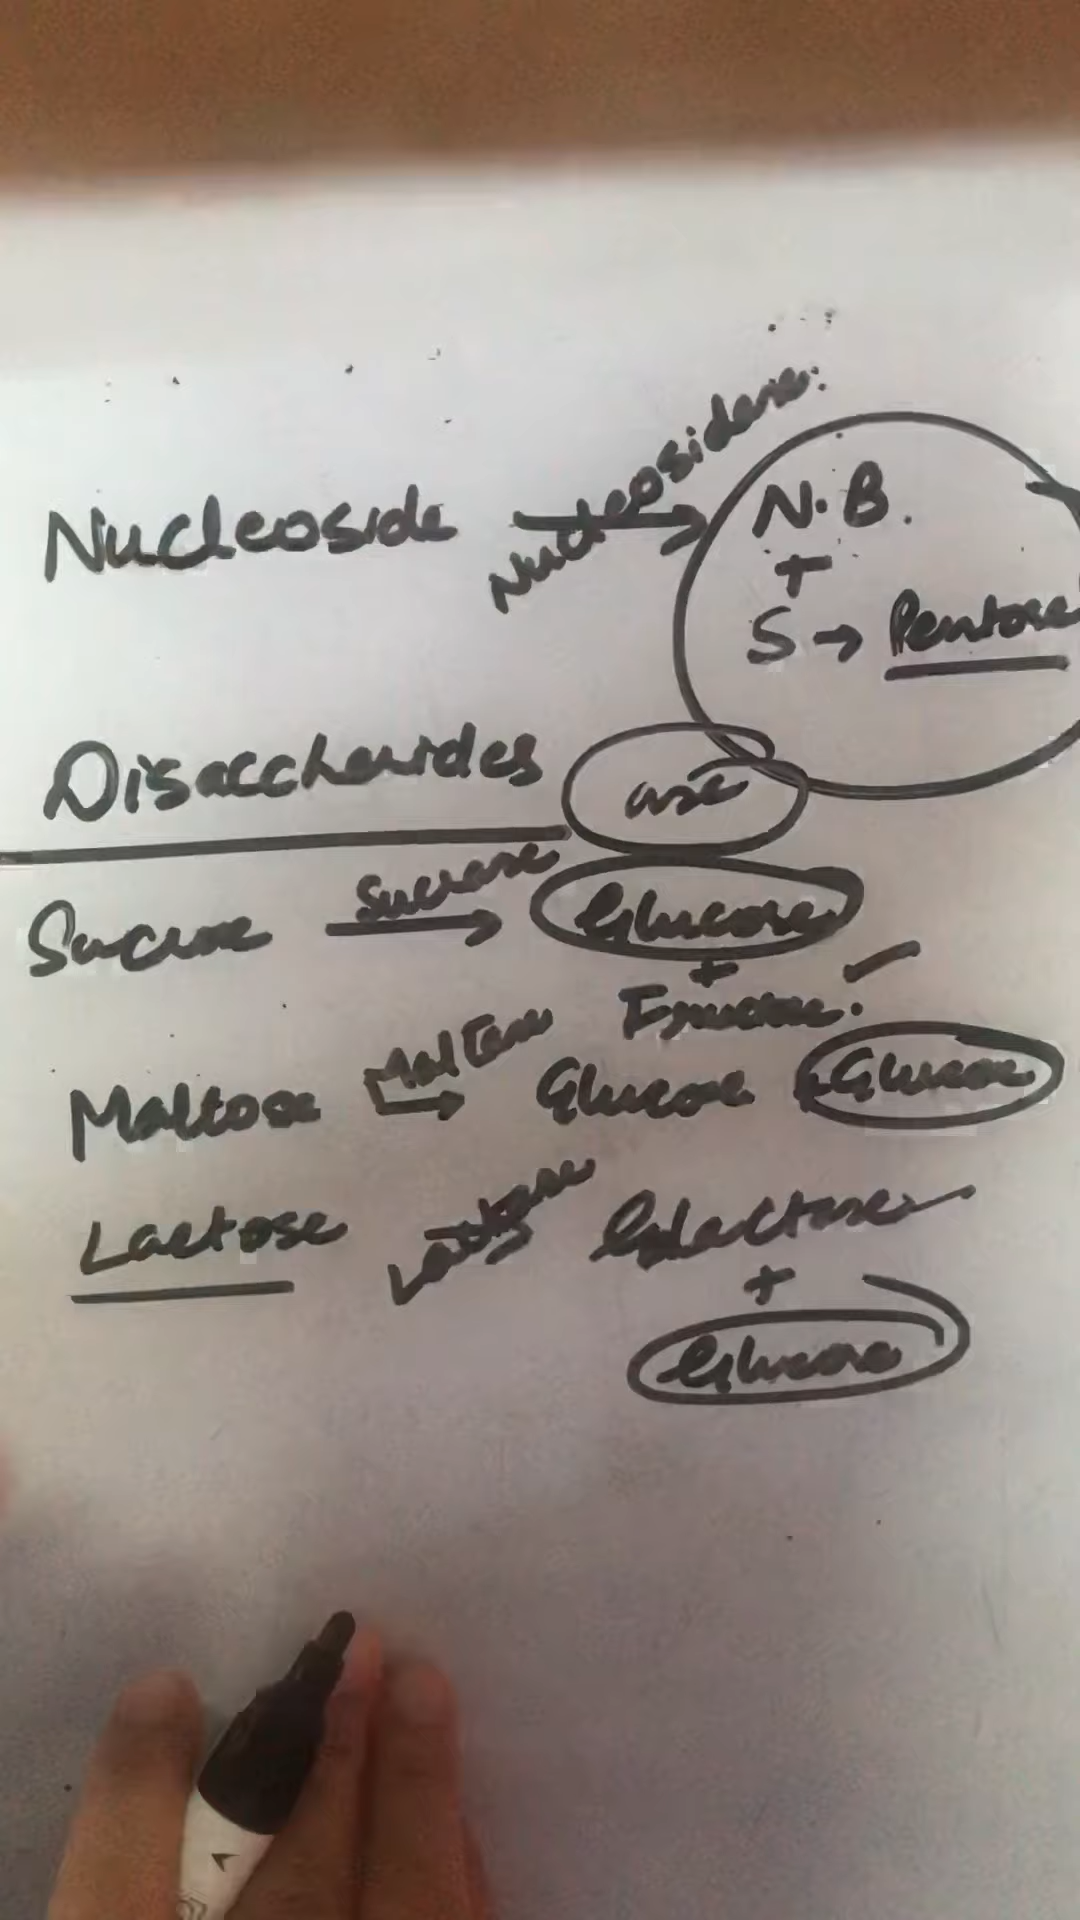 Nucleoside Nucleosidase: N.B.
+
S → Pentose
Disaccharides ase
Sucrose Sucrase → Glucose
+
Fructose.
Maltose Maltase → Glucose Glucose
Lactose Lactase → Galactose
+
Glucose